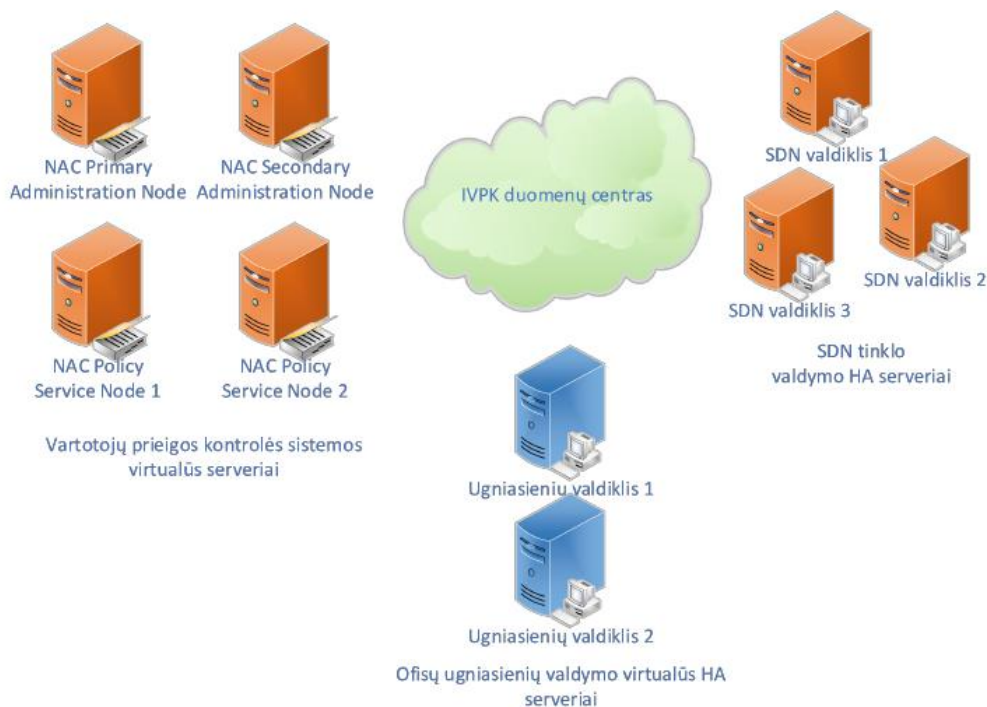 NAC Primary
Administration Node
NAC Secondary
Administration Node
NAC Policy
Service Node 1
NAC Policy
Service Node 2
Vartotojų prieigos kontrolės sistemos
virtualūs serveriai
IVPK duomenų centras
SDN valdiklis 1
SDN valdiklis 2
SDN valdiklis 3
SDN tinklo
valdymo HA serveriai
Ugniasienių valdiklis 1
Ugniasienių valdiklis 2
Ofisų ugniasienių valdymo virtualūs HA
serveriai